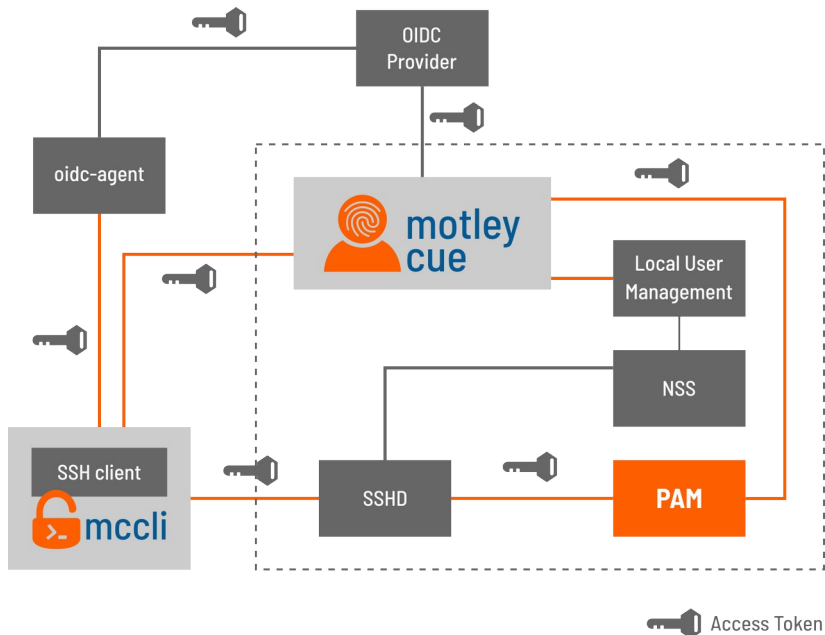 OIDC
Provider
oidc-agent
motley
cue
Local User
Management
NSS
SSH client
>_
mccli
SSHD
PAM
Access Token